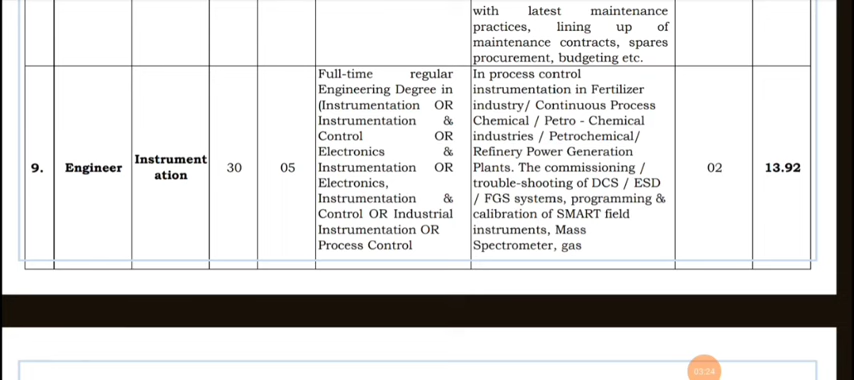 with latest maintenance
practices, lining up of
maintenance contracts, spares
procurement, budgeting etc.
9.
Engineer
Instrument
ation
30
05
Full-time regular
Engineering Degree in
(Instrumentation OR
Instrumentation &
Control OR
Electronics &
Instrumentation OR
Electronics,
Instrumentation &
Control OR Industrial
Instrumentation OR
Process Control
In process control
instrumentation in Fertilizer
industry/ Continuous Process
Chemical / Petro - Chemical
industries / Petrochemical/
Refinery Power Generation
Plants. The commissioning /
trouble-shooting of DCS / ESD
/ FGS systems, programming &
calibration of SMART field
instruments, Mass
Spectrometer, gas
02
13.92
03:24